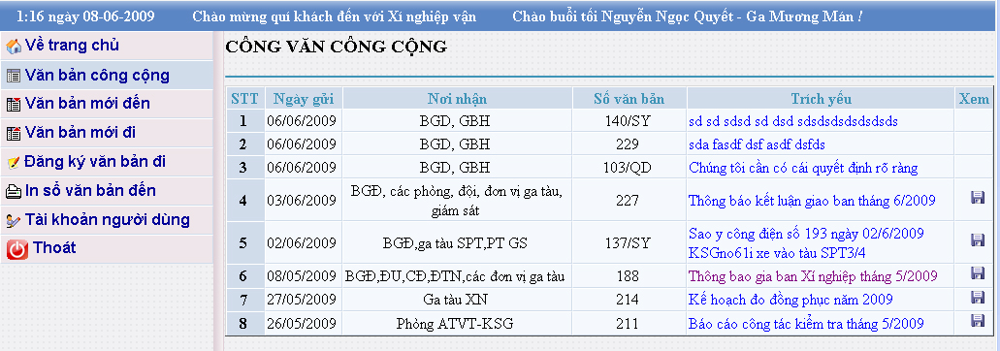 1:16 ngày 08-06-2009 Chào mừng quí khách đến với Xí nghiệp vận Chào buổi tối Nguyễn Ngọc Quyết - Ga Mương Mán !
Về trang chủ
Văn bản công cộng
Văn bản mới đến
Văn bản mới đi
Đăng ký văn bản đi
In sổ văn bản đến
Tài khoản người dùng
Thoát
CÔNG VĂN CÔNG CỘNG
STT Ngày gửi Nơi nhận Số văn bản Trích yếu Xem
1 06/06/2009 BGD, GBH 140/SY sd sd sdsd sd dsd sdsdsdsdsdsdsds
2 06/06/2009 BGD, GBH 229 sda fasdf dsf asdf dsfds
3 06/06/2009 BGD, GBH 103/QD Chúng tôi cần có cái quyết định rõ ràng
4 03/06/2009 BGĐ, các phòng, đội, đơn vị ga tàu,
giám sát 227 Thông báo kết luận giao ban tháng 6/2009
5 02/06/2009 BGĐ,ga tàu SPT,PT GS 137/SY Sao y công điện số 193 ngày 02/6/2009
KSGno61i xe vào tàu SPT3/4
6 08/05/2009 BGĐ,ĐU,CĐ,ĐTN,các đơn vị ga tàu 188 Thông bao gia ban Xí nghiệp tháng 5/2009
7 27/05/2009 Ga tàu XN 214 Kế hoạch đo đồng phục năm 2009
8 26/05/2009 Phòng ATVT-KSG 211 Báo cáo công tác kiểm tra tháng 5/2009